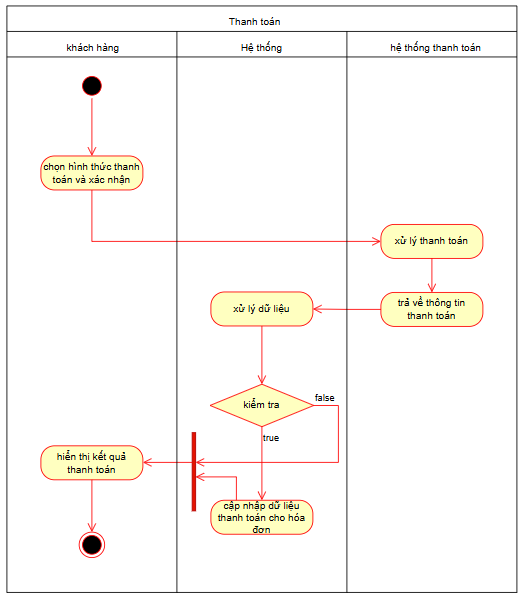 Thanh toán
khách hàng
Hệ thống
hệ thống thanh toán
chọn hình thức thanh
toán và xác nhận
xử lý thanh toán
trả về thông tin
thanh toán
xử lý dữ liệu
kiểm tra
false
true
hiển thị kết quả
thanh toán
cập nhập dữ liệu
thanh toán cho hóa
đơn